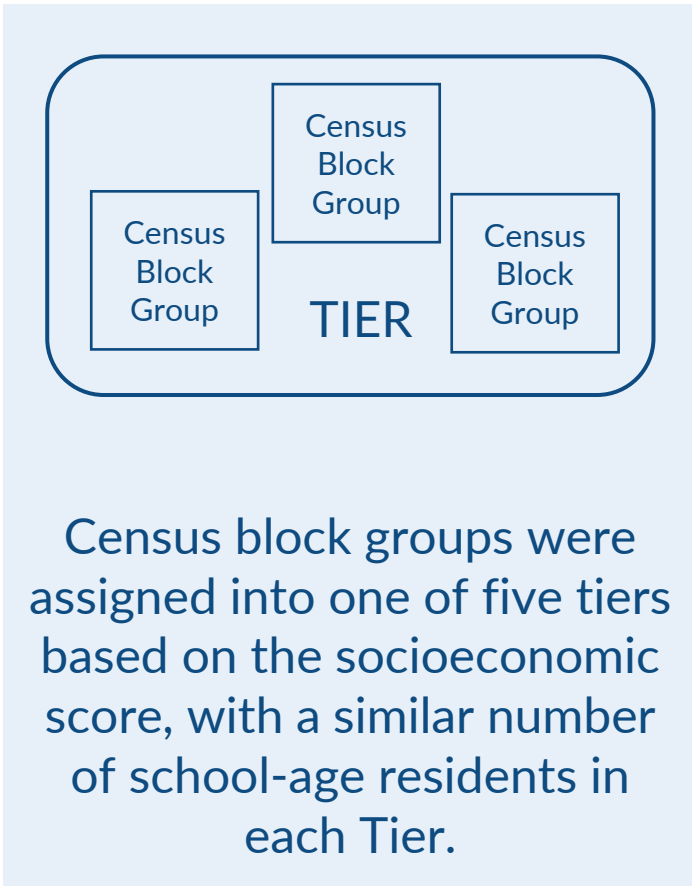 Census
Block
Group
Census
Block
Group
Census
Block
Group
TIER
Census block groups were
assigned into one of five tiers
based on the socioeconomic
score, with a similar number
of school-age residents in
each Tier.